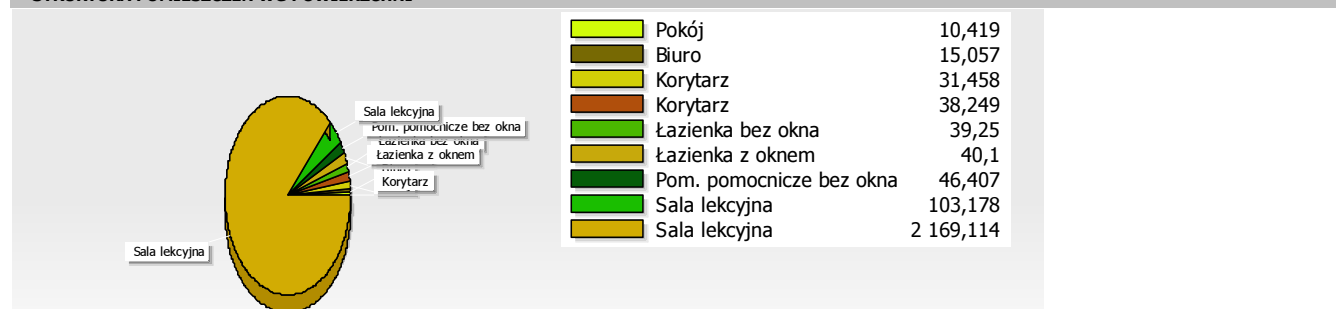 Pokój 10,419
Biuro 15,057
Korytarz 31,458
Korytarz 38,249
Łazienka bez okna 39,25
Łazienka z oknem 40,1
Pom. pomocnicze bez okna 46,407
Sala lekcyjna 103,178
Sala lekcyjna 2 169,114
Sala lekcyjna
Pom. pomocnicze bez okna
Łazienka bez okna
Łazienka z oknem
Korytarz
Sala lekcyjna